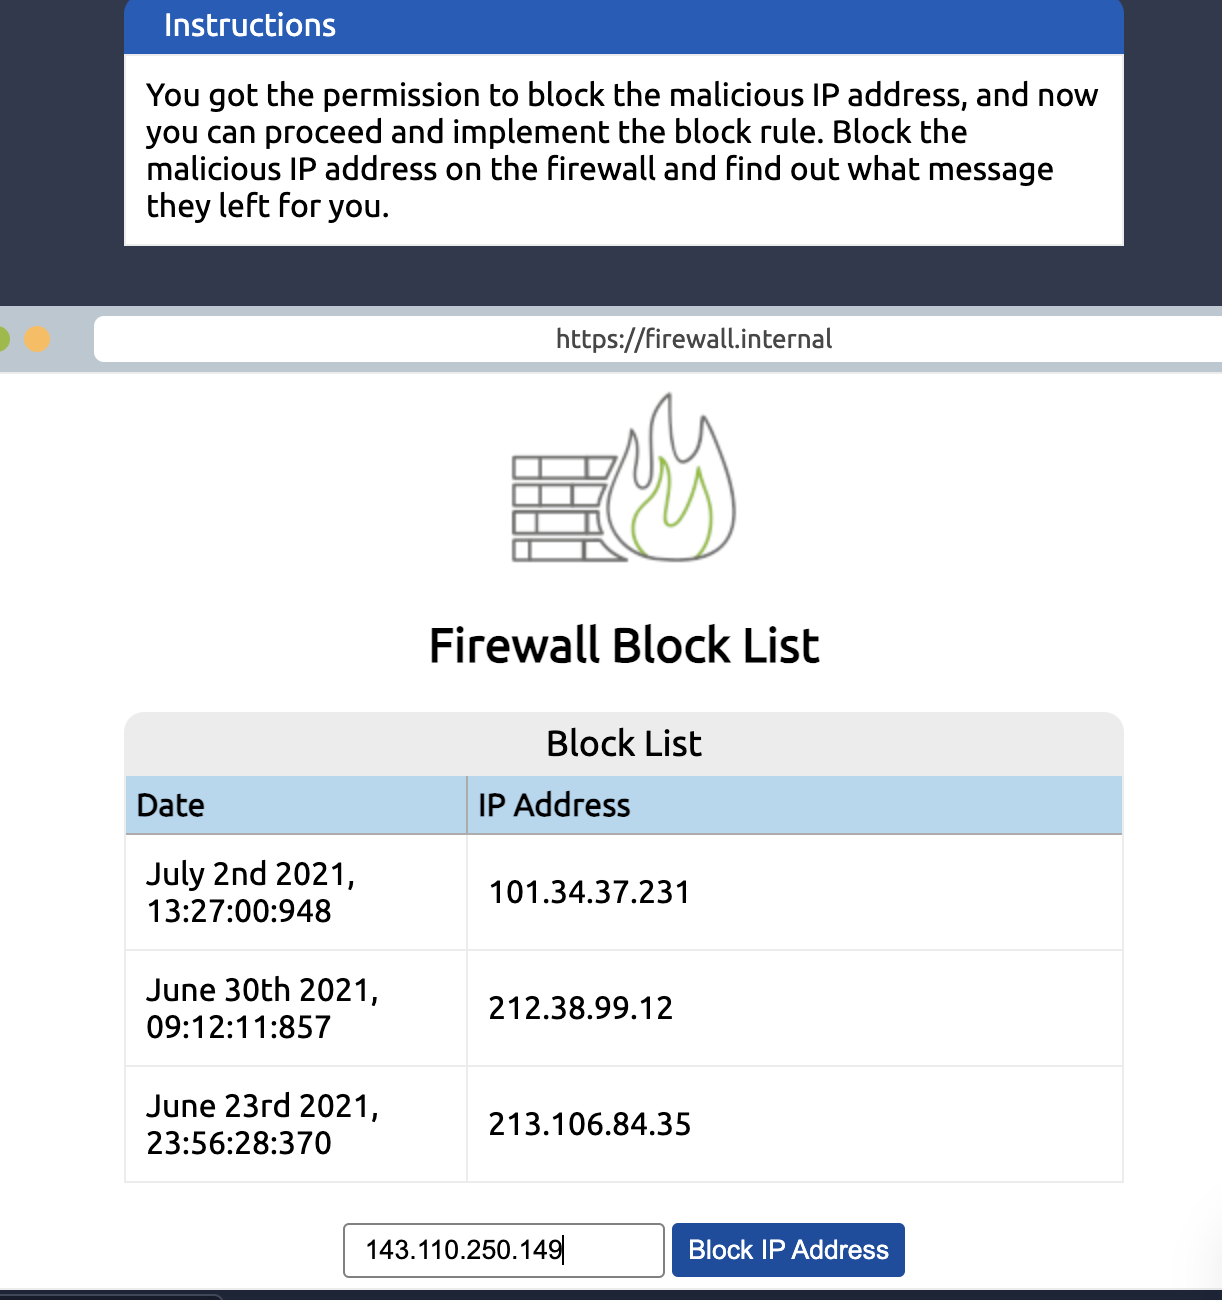 Instructions
You got the permission to block the malicious IP address, and now
you can proceed and implement the block rule. Block the
malicious IP address on the firewall and find out what message
they left for you.
https://firewall.internal
Firewall Block List
Block List
Date IP Address
July 2nd 2021,
13:27:00:948
101.34.37.231
June 30th 2021,
09:12:11:857
212.38.99.12
June 23rd 2021,
23:56:28:370
213.106.84.35
143.110.250.149 Block IP Address